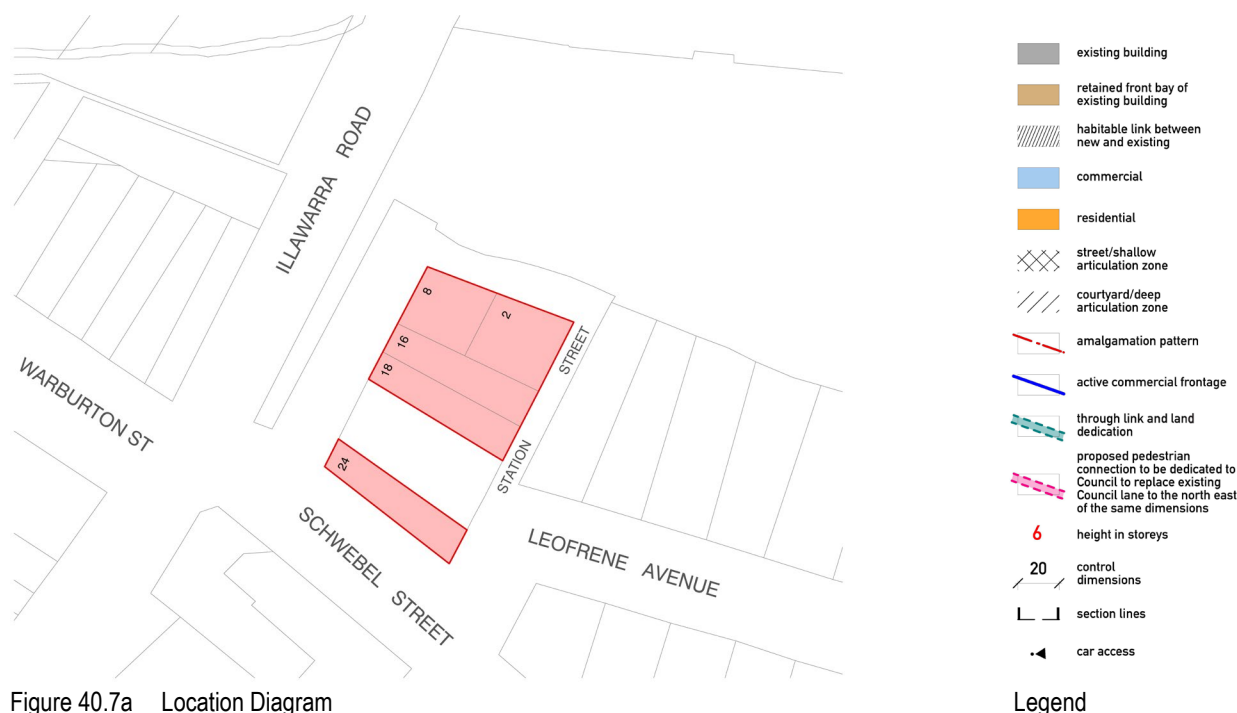 ILLAWARRA ROAD
WARBURTON ST
SCHWEBEL STREET
LEOFRENE AVENUE
STATION STREET
8
2
16
18
24
existing building
retained front bay of
existing building
habitable link between
new and existing
commercial
residential
street/shallow
articulation zone
courtyard/deep
articulation zone
amalgamation pattern
active commercial frontage
through link and land
dedication
proposed pedestrian
connection to be dedicated to
Council to replace existing
Council lane to the north east
of the same dimensions
6
height in storeys
20
control
dimensions
section lines
car access
Figure 40.7a Location Diagram
Legend